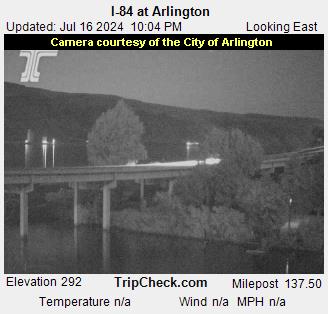 I-84 at Arlington
Updated: Jul 16 2024 10:04 PM Looking East
Camera courtesy of the City of Arlington
Elevation 292 TripCheck.com Milepost 137.50
Temperature n/a Wind n/a MPH n/a